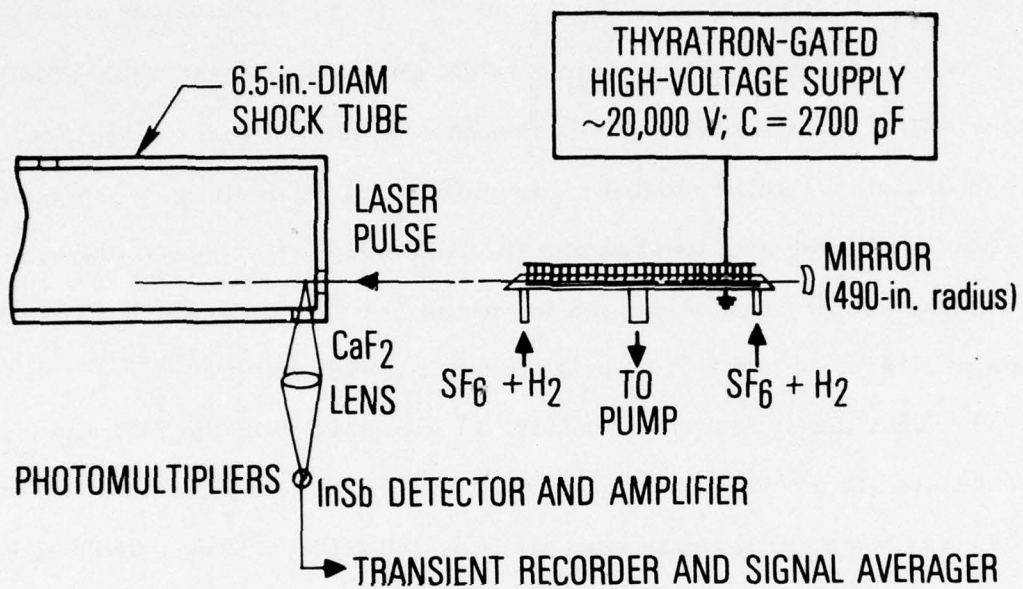 THYRATRON-GATED
HIGH-VOLTAGE SUPPLY
~20,000 V; C = 2700 pF
6.5-in.-DIAM
SHOCK TUBE
LASER
PULSE
MIRROR
(490-in. radius)
CaF2
LENS
SF6 + H2
TO
PUMP
SF6 + H2
PHOTOMULTIPLIERS
InSb DETECTOR AND AMPLIFIER
TRANSIENT RECORDER AND SIGNAL AVERAGER